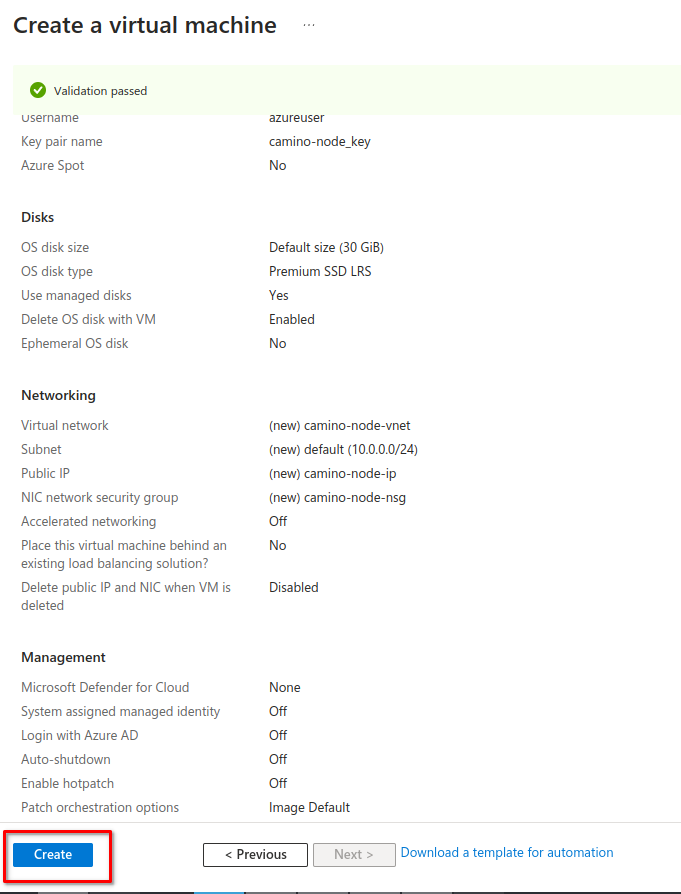 Create a virtual machine ...
Validation passed
Username azureuser
Key pair name camino-node_key
Azure Spot No
Disks
OS disk size Default size (30 GiB)
OS disk type Premium SSD LRS
Use managed disks Yes
Delete OS disk with VM Enabled
Ephemeral OS disk No
Networking
Virtual network (new) camino-node-vnet
Subnet (new) default (10.0.0.0/24)
Public IP (new) camino-node-ip
NIC network security group (new) camino-node-nsg
Accelerated networking Off
Place this virtual machine behind an No
existing load balancing solution?
Delete public IP and NIC when VM is Disabled
deleted
Management
Microsoft Defender for Cloud None
System assigned managed identity Off
Login with Azure AD Off
Auto-shutdown Off
Enable hotpatch Off
Patch orchestration options Image Default
Create < Previous Next > Download a template for automation